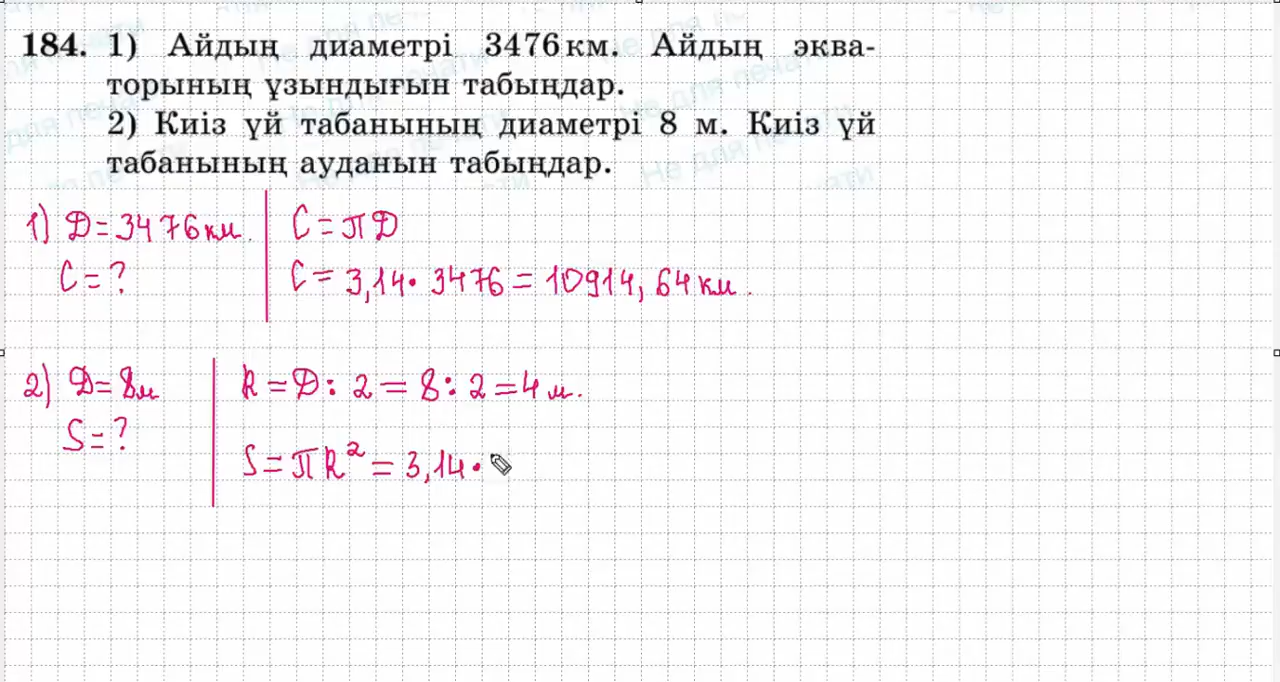 184. 1) Айдың диаметрі 3476 км. Айдың эква-
торының ұзындығын табыңдар.
2) Киіз үй табанының диаметрі 8 м. Киіз үй
табанының ауданын табыңдар.
1) D=3476 км.
C=?
C=πD
C=3,14·3476=10914,64 км.
2) D=8м
S=?
R=D:2=8:2=4 м.
S=πR²=3,14·